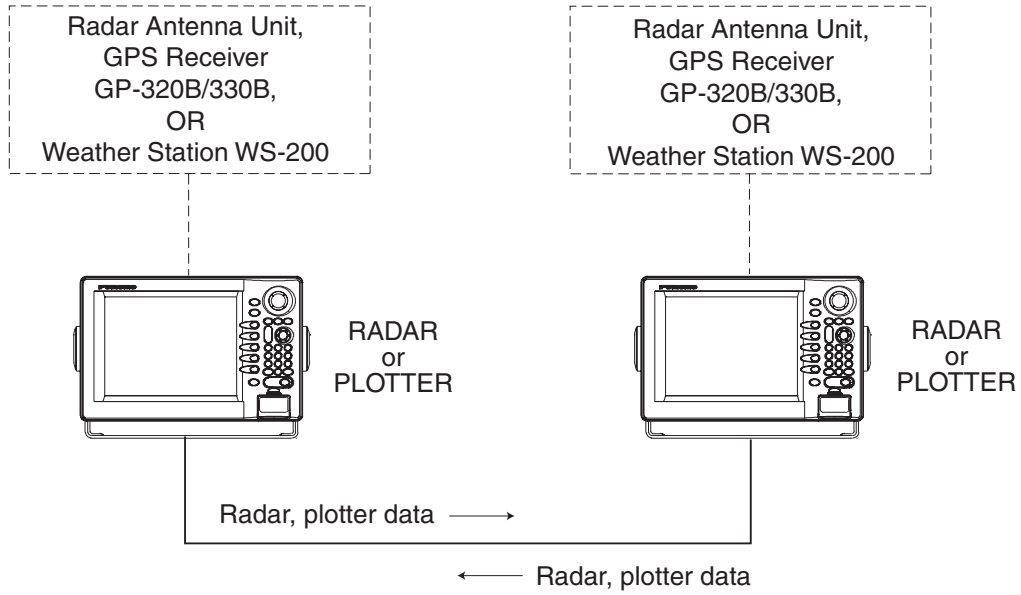 Radar Antenna Unit,
GPS Receiver
GP-320B/330B,
OR
Weather Station WS-200
Radar Antenna Unit,
GPS Receiver
GP-320B/330B,
OR
Weather Station WS-200
RADAR
or
PLOTTER
RADAR
or
PLOTTER
Radar, plotter data
Radar, plotter data